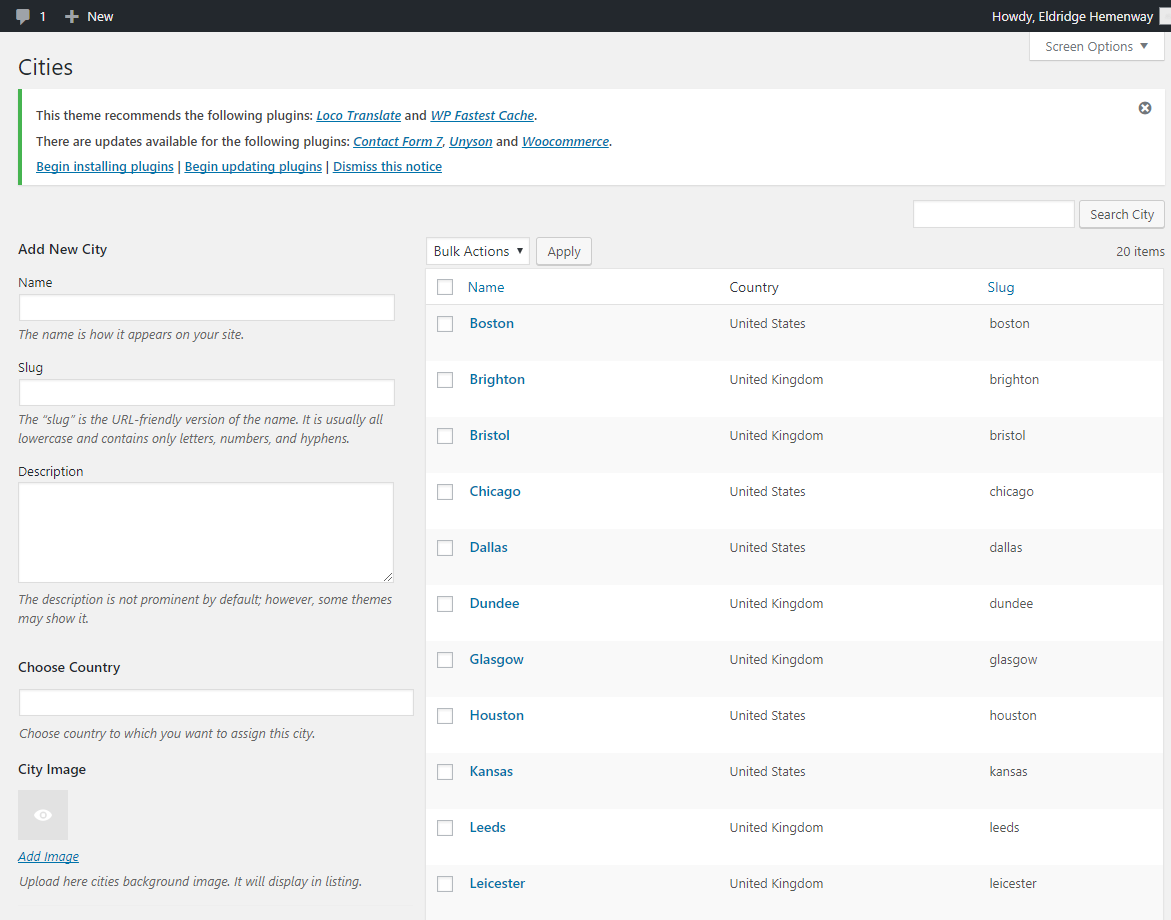 1 New Howdy, Eldridge Hemenway
Screen Options
Cities
This theme recommends the following plugins: Loco Translate and WP Fastest Cache.
There are updates available for the following plugins: Contact Form 7, Unyson and Woocommerce.
Begin installing plugins | Begin updating plugins | Dismiss this notice
Search City
Add New City
Name
The name is how it appears on your site.
Slug
The “slug” is the URL-friendly version of the name. It is usually all
lowercase and contains only letters, numbers, and hyphens.
Description
The description is not prominent by default; however, some themes
may show it.
Choose Country
Choose country to which you want to assign this city.
City Image
Add Image
Upload here cities background image. It will display in listing.
Bulk Actions Apply 20 items
Name Country Slug
Boston United States boston
Brighton United Kingdom brighton
Bristol United Kingdom bristol
Chicago United States chicago
Dallas United States dallas
Dundee United Kingdom dundee
Glasgow United Kingdom glasgow
Houston United States houston
Kansas United States kansas
Leeds United Kingdom leeds
Leicester United Kingdom leicester